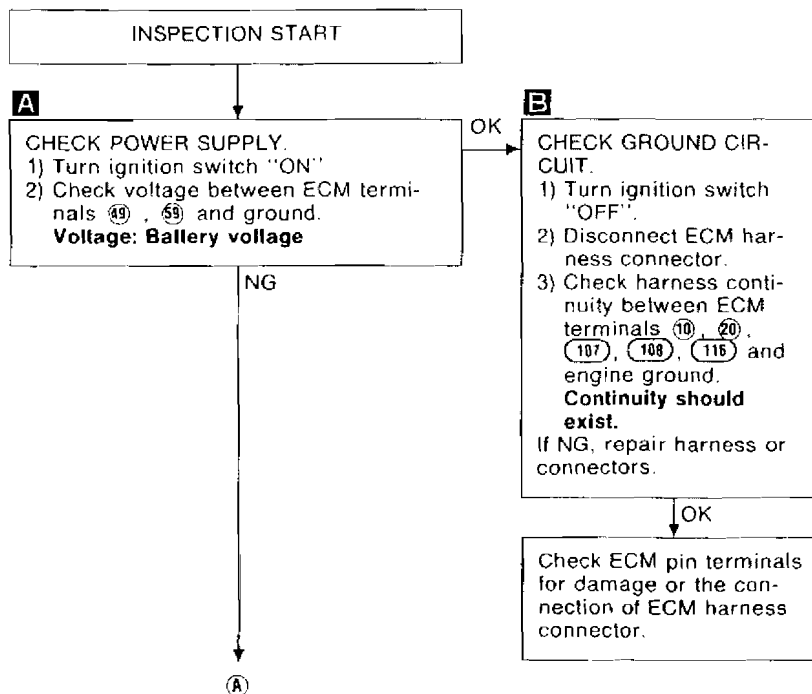 INSPECTION START
A
CHECK POWER SUPPLY.
1) Turn ignition switch "ON"
2) Check voltage between ECM termi-
nals 49 , 59 and ground.
Voltage: Battery voltage
OK
NG
B
CHECK GROUND CIR-
CUIT.
1) Turn ignition switch
"OFF".
2) Disconnect ECM har-
ness connector.
3) Check harness conti-
nuity between ECM
terminals 10 , 20 ,
107 , 108 , 116 and
engine ground.
Continuity should
exist.
If NG, repair harness or
connectors.
OK
Check ECM pin terminals
for damage or the con-
nection of ECM harness
connector.
A